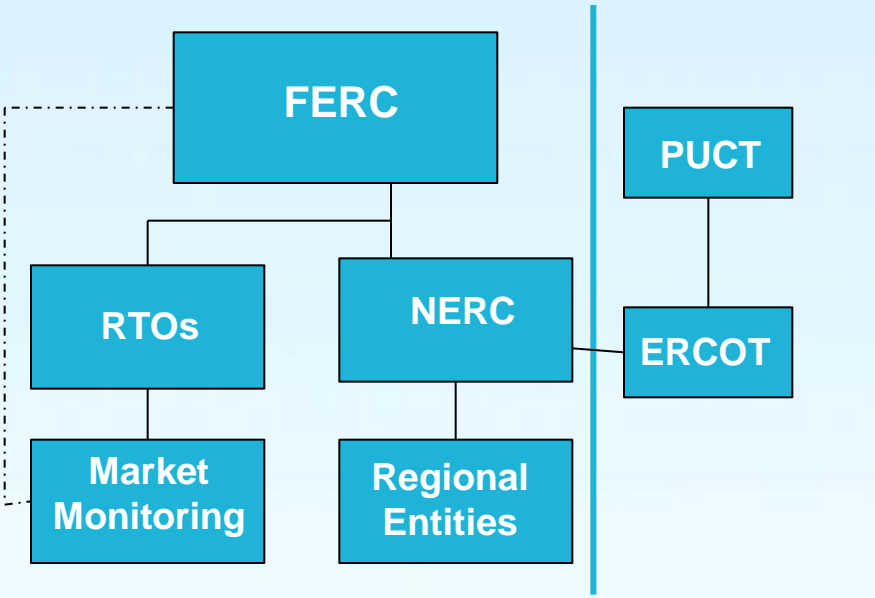 FERC
PUCT
RTOs
NERC
ERCOT
Market
Monitoring
Regional
Entities